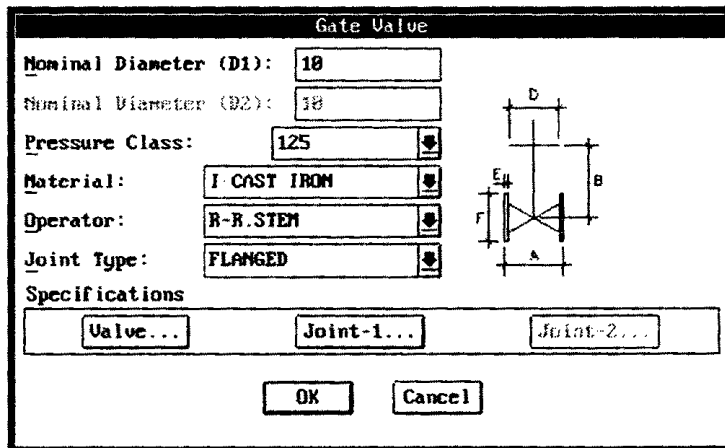 Gate Valve
Nominal Diameter (D1): 10
Nominal Diameter (D2): 10
Pressure Class: 125
Material: I CAST IRON
Operator: R-R.STEM
Joint Type: FLANGED
Specifications
Valve... Joint-1... Joint-2...
OK Cancel
D
B
E
F
A